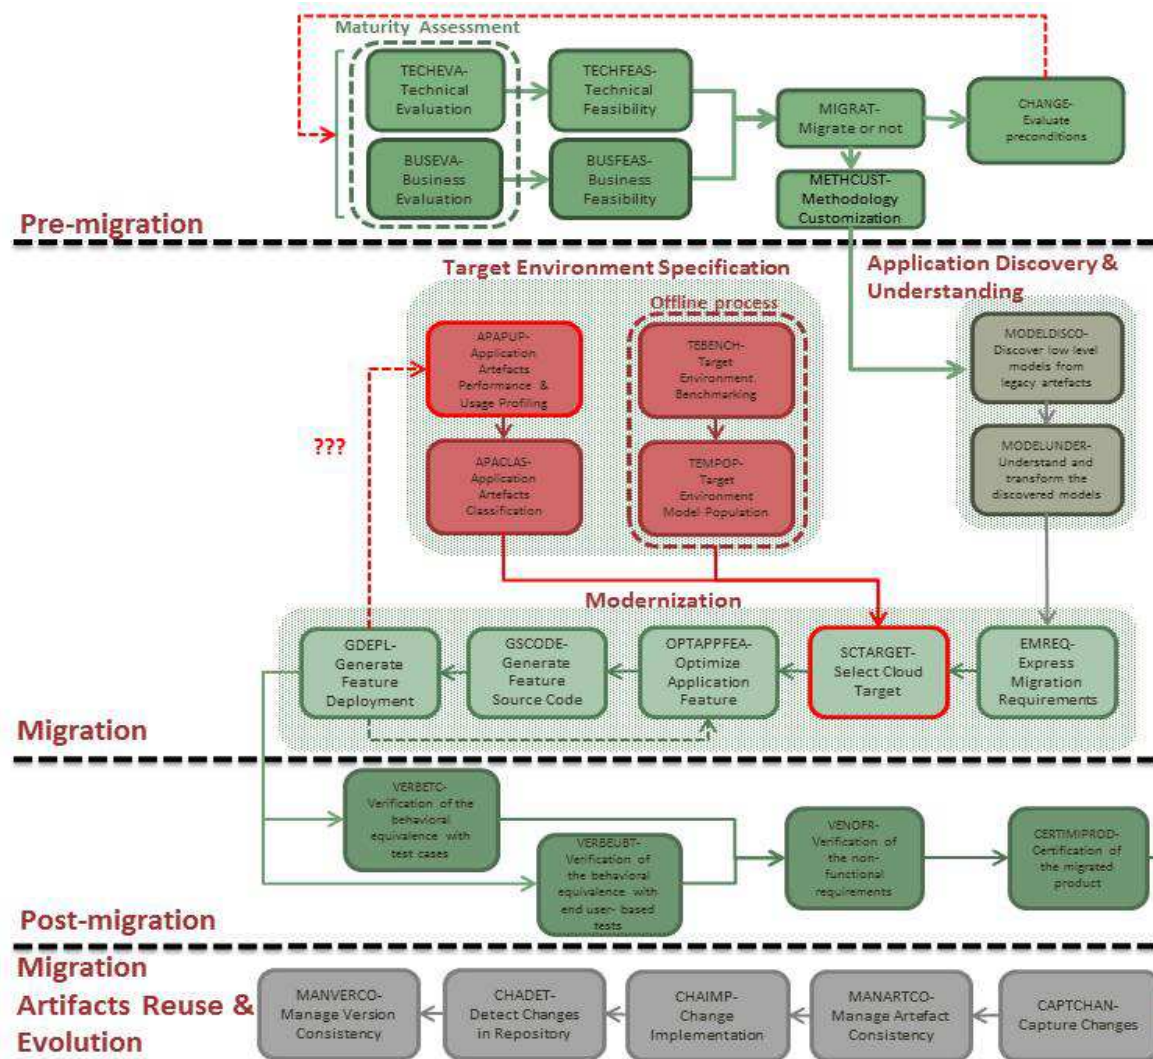 Maturity Assessment
TECHEVA-
Technical
Evaluation
TECHFEAS-
Technical
Feasibility
MIGRAT-
Migrate or not
CHANGE-
Evaluate
preconditions
BUSEVA-
Business
Evaluation
BUSFEAS-
Business
Feasibility
METHCUST-
Methodology
Customization
Pre-migration
Target Environment Specification
Application Discovery &
Understanding
Offline process
APAPUP-
Application
Artefacts
Performance &
Usage Profiling
TEBENCH-
Target
Environment
Benchmarking
MODELDISCO-
Discover low level
models from
legacy artefacts
???
APACLAS-
Application
Artefacts
Classification
TEMPOP-
Target
Environment
Model Population
MODELUNDER-
Understand and
transform the
discovered models
Modernization
GDEPL-
Generate
Feature
Deployment
GSCODE-
Generate
Feature
Source Code
OPTAPPFEA-
Optimize
Application
Feature
SCTARGET-
Select Cloud
Target
EMREQ-
Express
Migration
Requirements
Migration
VERBETC-
Verification of the
behavioral
equivalence with
test cases
VERBEUBT-
Verification of
the behavioral
equivalence with
end user- based
tests
VENOFR-
Verification of
the non-
functional
requirements
CERTIMIPROD-
Certification of
the migrated
product
Post-migration
Migration
Artifacts Reuse &
Evolution
MANVERCO-
Manage Version
Consistency
CHADET-
Detect Changes
in Repository
CHAIMP-
Change
Implementation
MANARTCO-
Manage Artefact
Consistency
CAPTCHAN-
Capture Changes